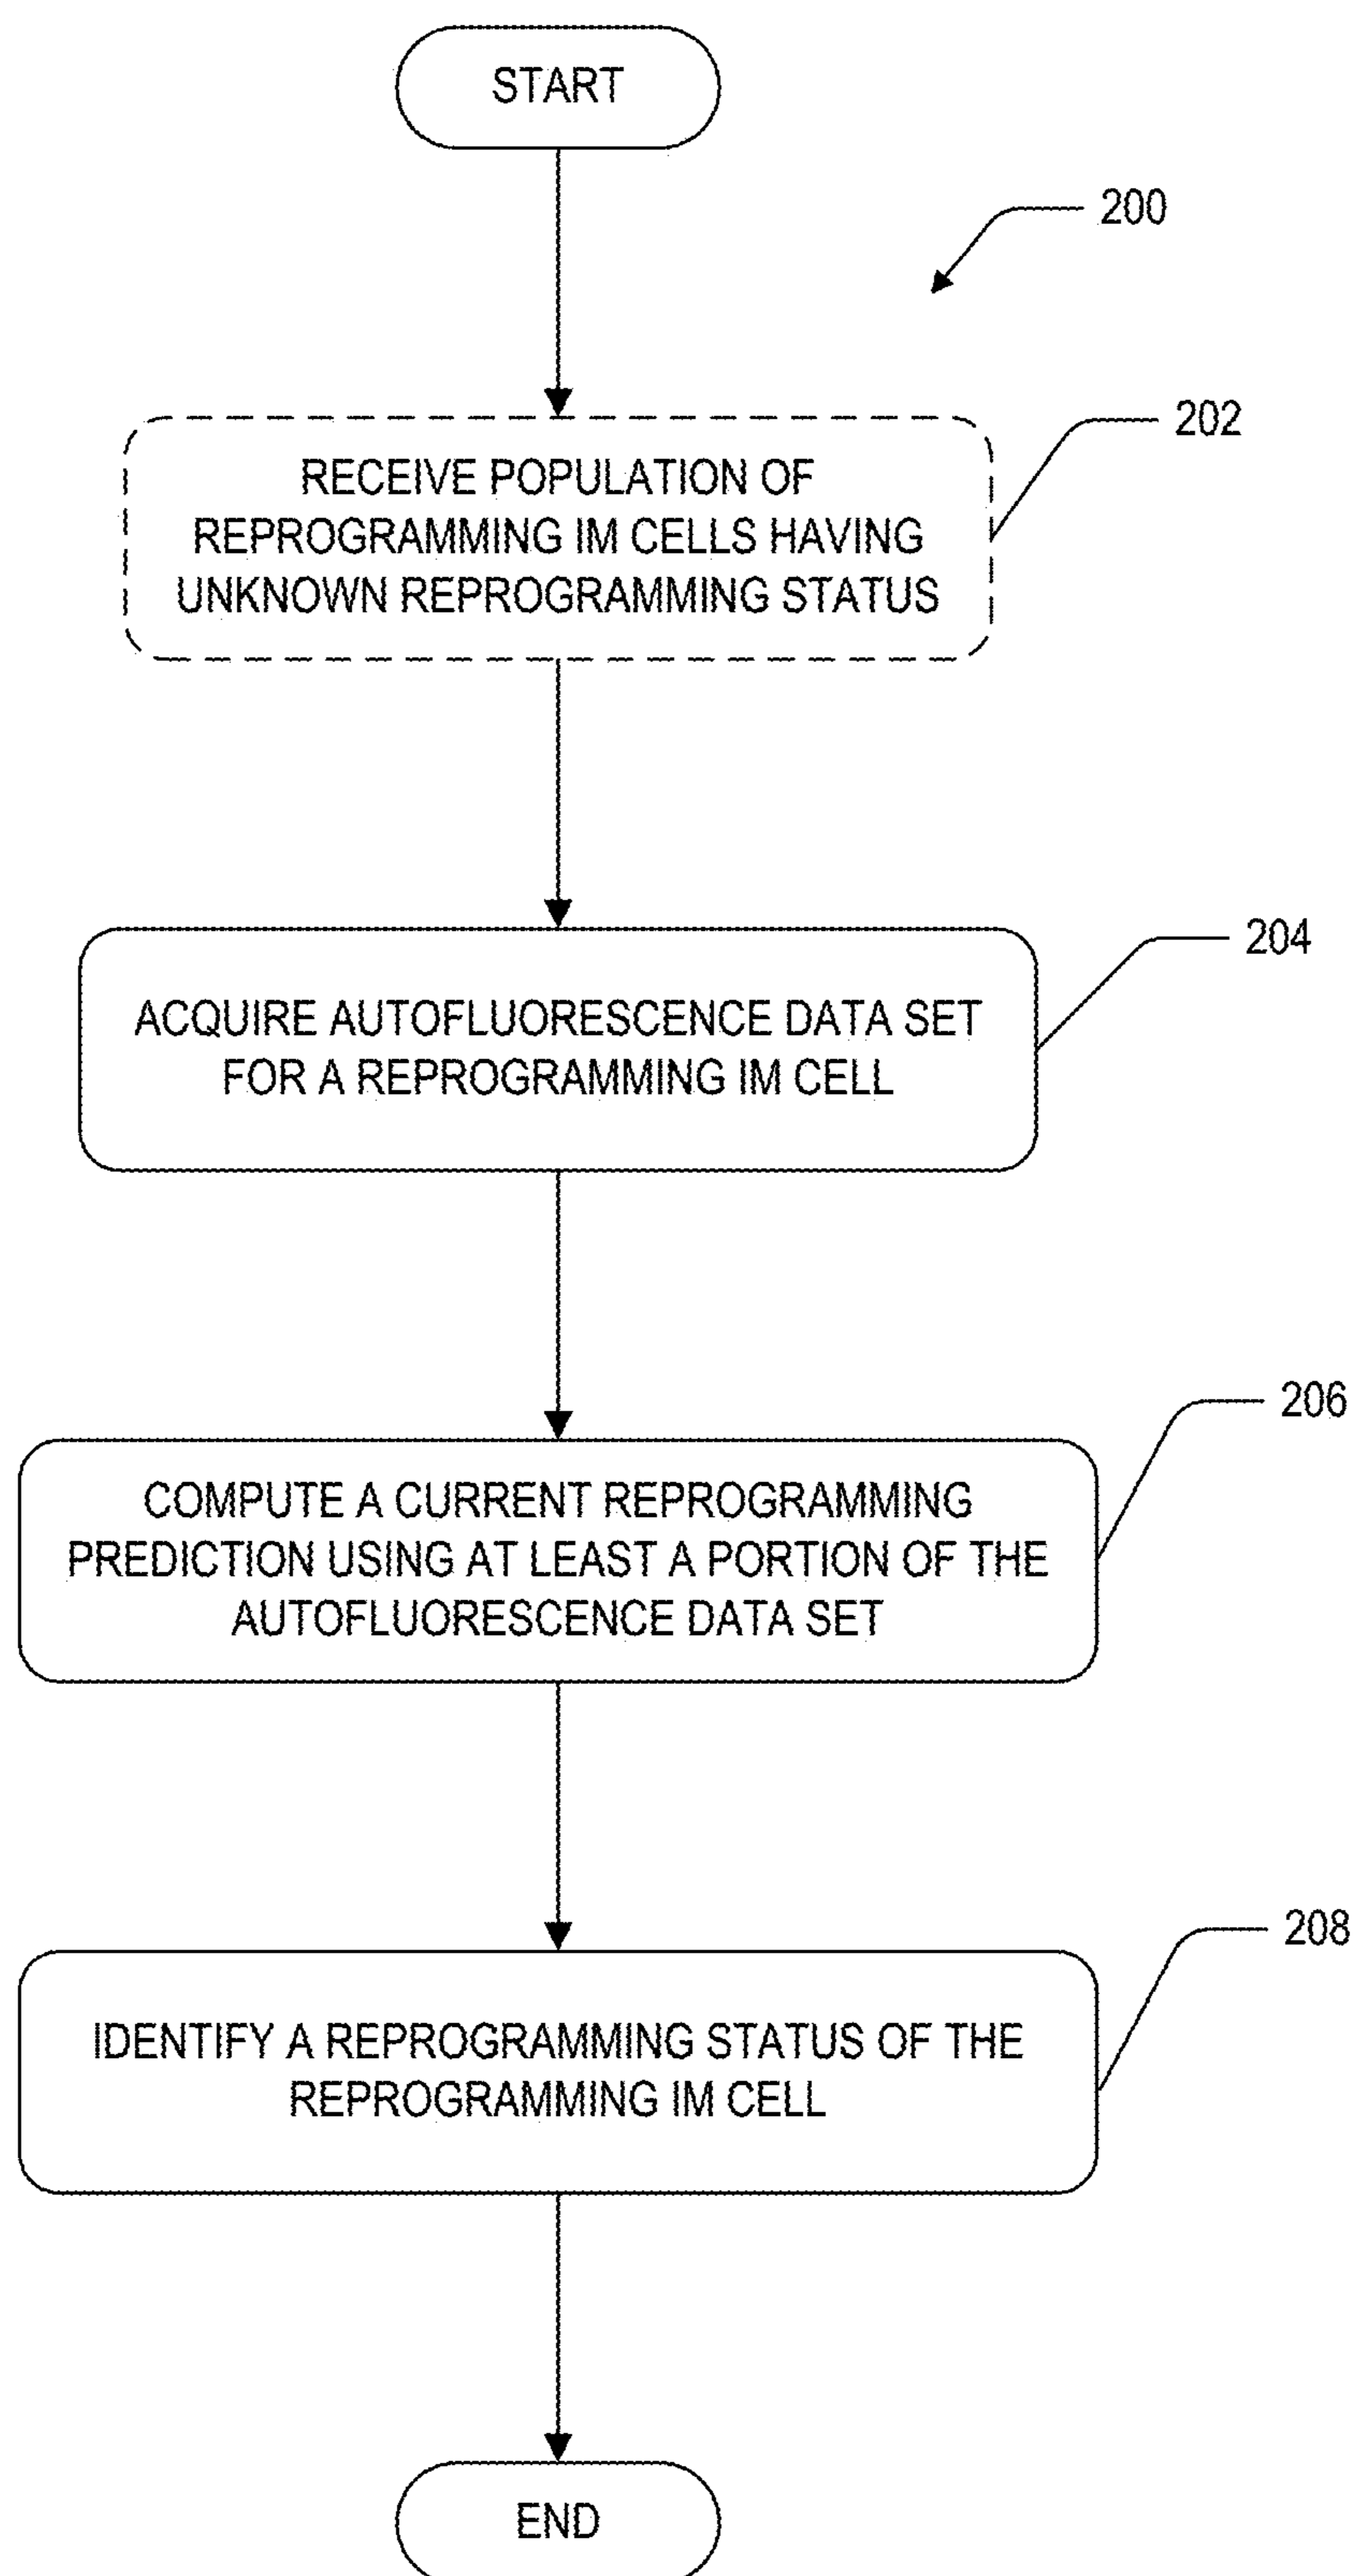 START
200
202
RECEIVE POPULATION OF
REPROGRAMMING IM CELLS HAVING
UNKNOWN REPROGRAMMING STATUS
204
ACQUIRE AUTOFLUORESCENCE DATA SET
FOR A REPROGRAMMING IM CELL
206
COMPUTE A CURRENT REPROGRAMMING
PREDICTION USING AT LEAST A PORTION OF THE
AUTOFLUORESCENCE DATA SET
208
IDENTIFY A REPROGRAMMING STATUS OF THE
REPROGRAMMING IM CELL
END